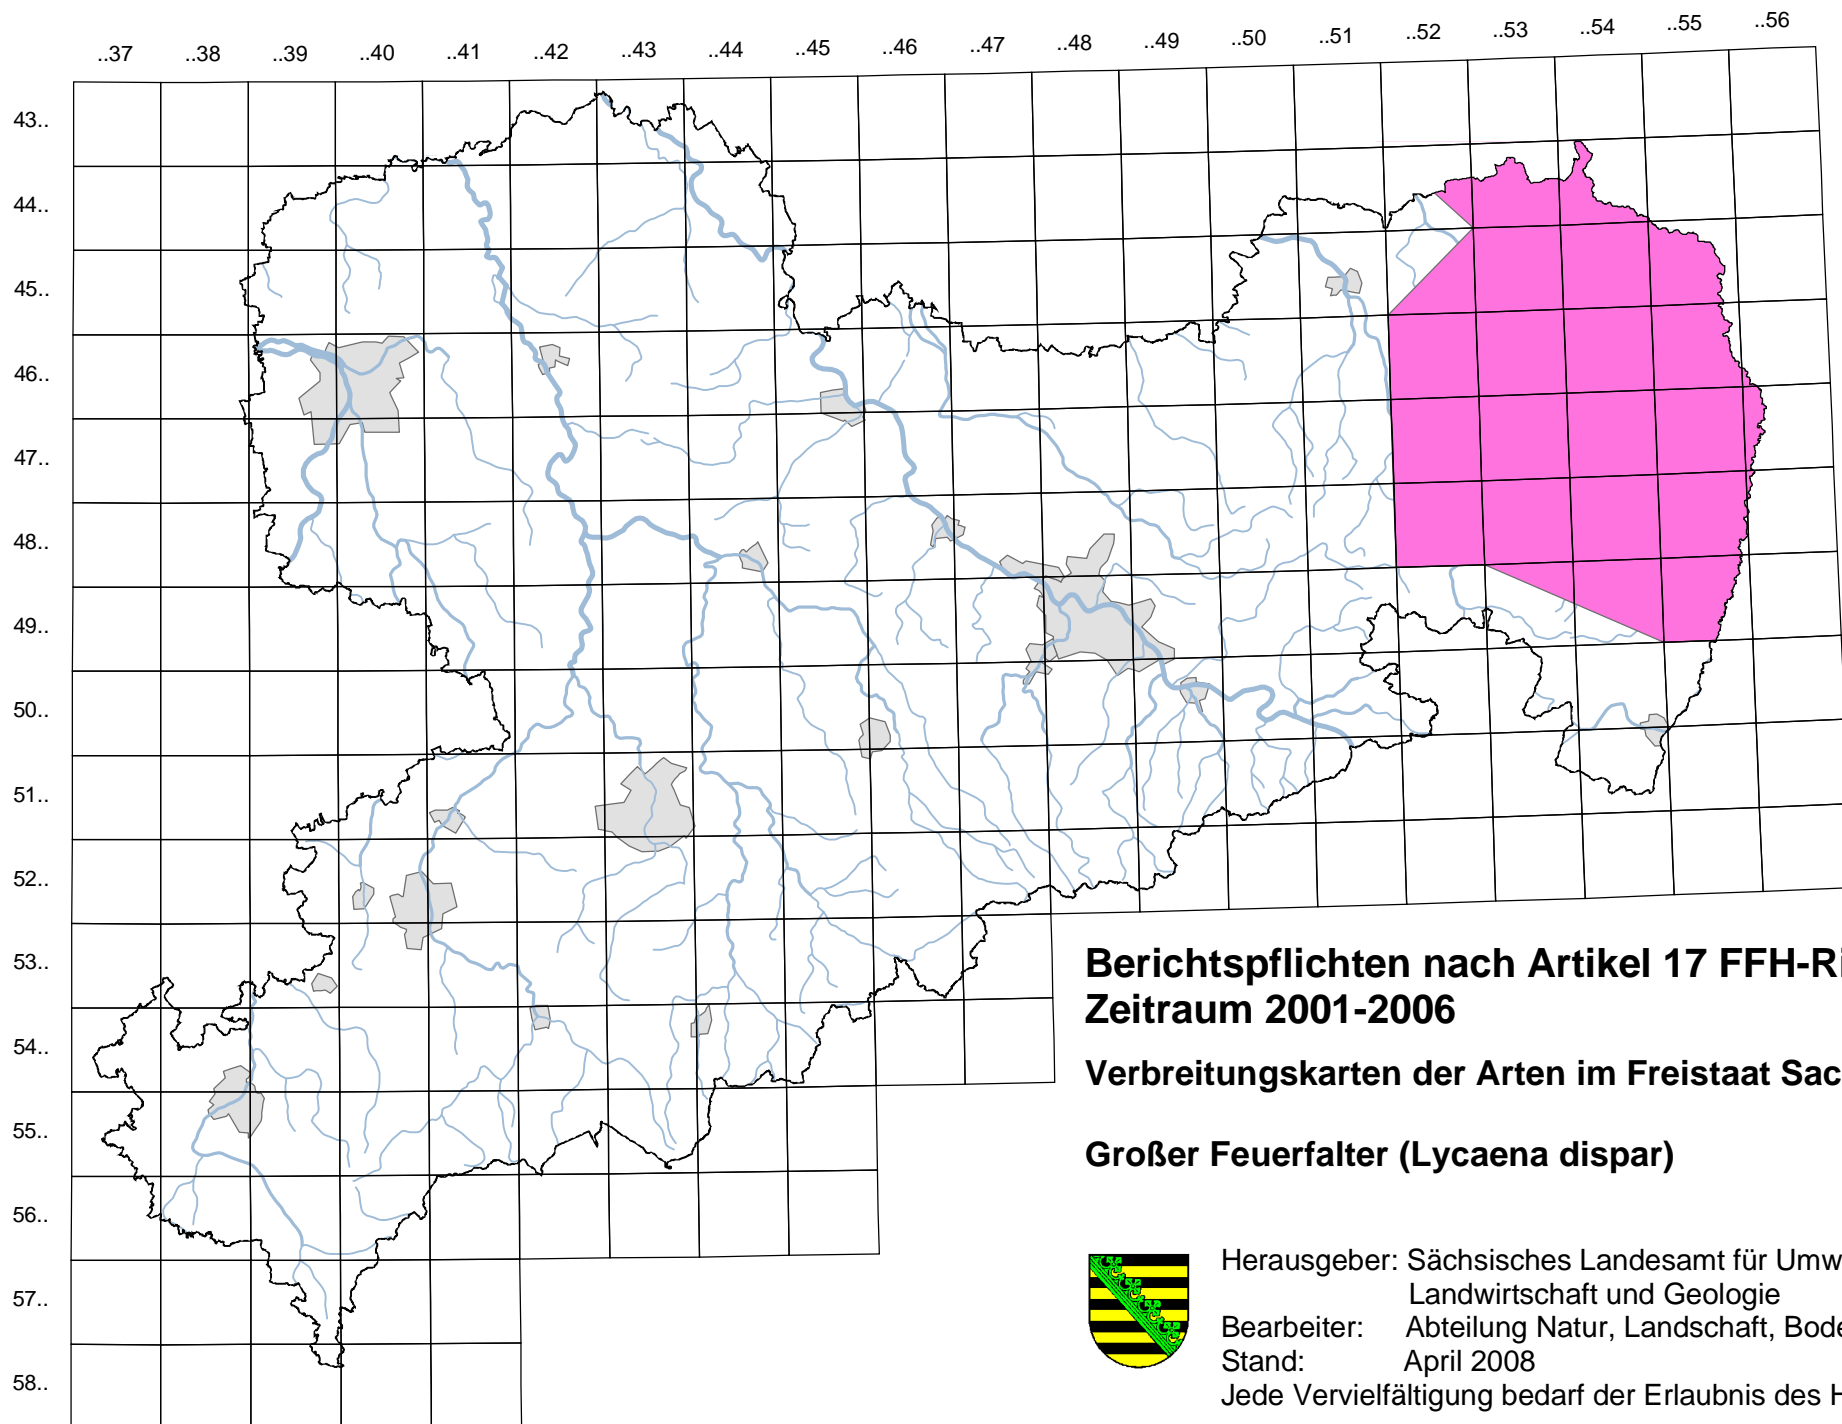 ..37 ..38 ..39 ..40 ..41 ..42 ..43 ..44 ..45 ..46 ..47 ..48 ..49 ..50 ..51 ..52 ..53 ..54 ..55 ..56
43..
44..
45..
46..
47..
48..
49..
50..
51..
52..
53..
54..
55..
56..
57..
58..
Berichtspflichten nach Artikel 17 FFH-Ri
Zeitraum 2001-2006
Verbreitungskarten der Arten im Freistaat Sac
Großer Feuerfalter (Lycaena dispar)
Herausgeber: Sächsisches Landesamt für Umw
Landwirtschaft und Geologie
Bearbeiter: Abteilung Natur, Landschaft, Bode
Stand: April 2008
Jede Vervielfältigung bedarf der Erlaubnis des H